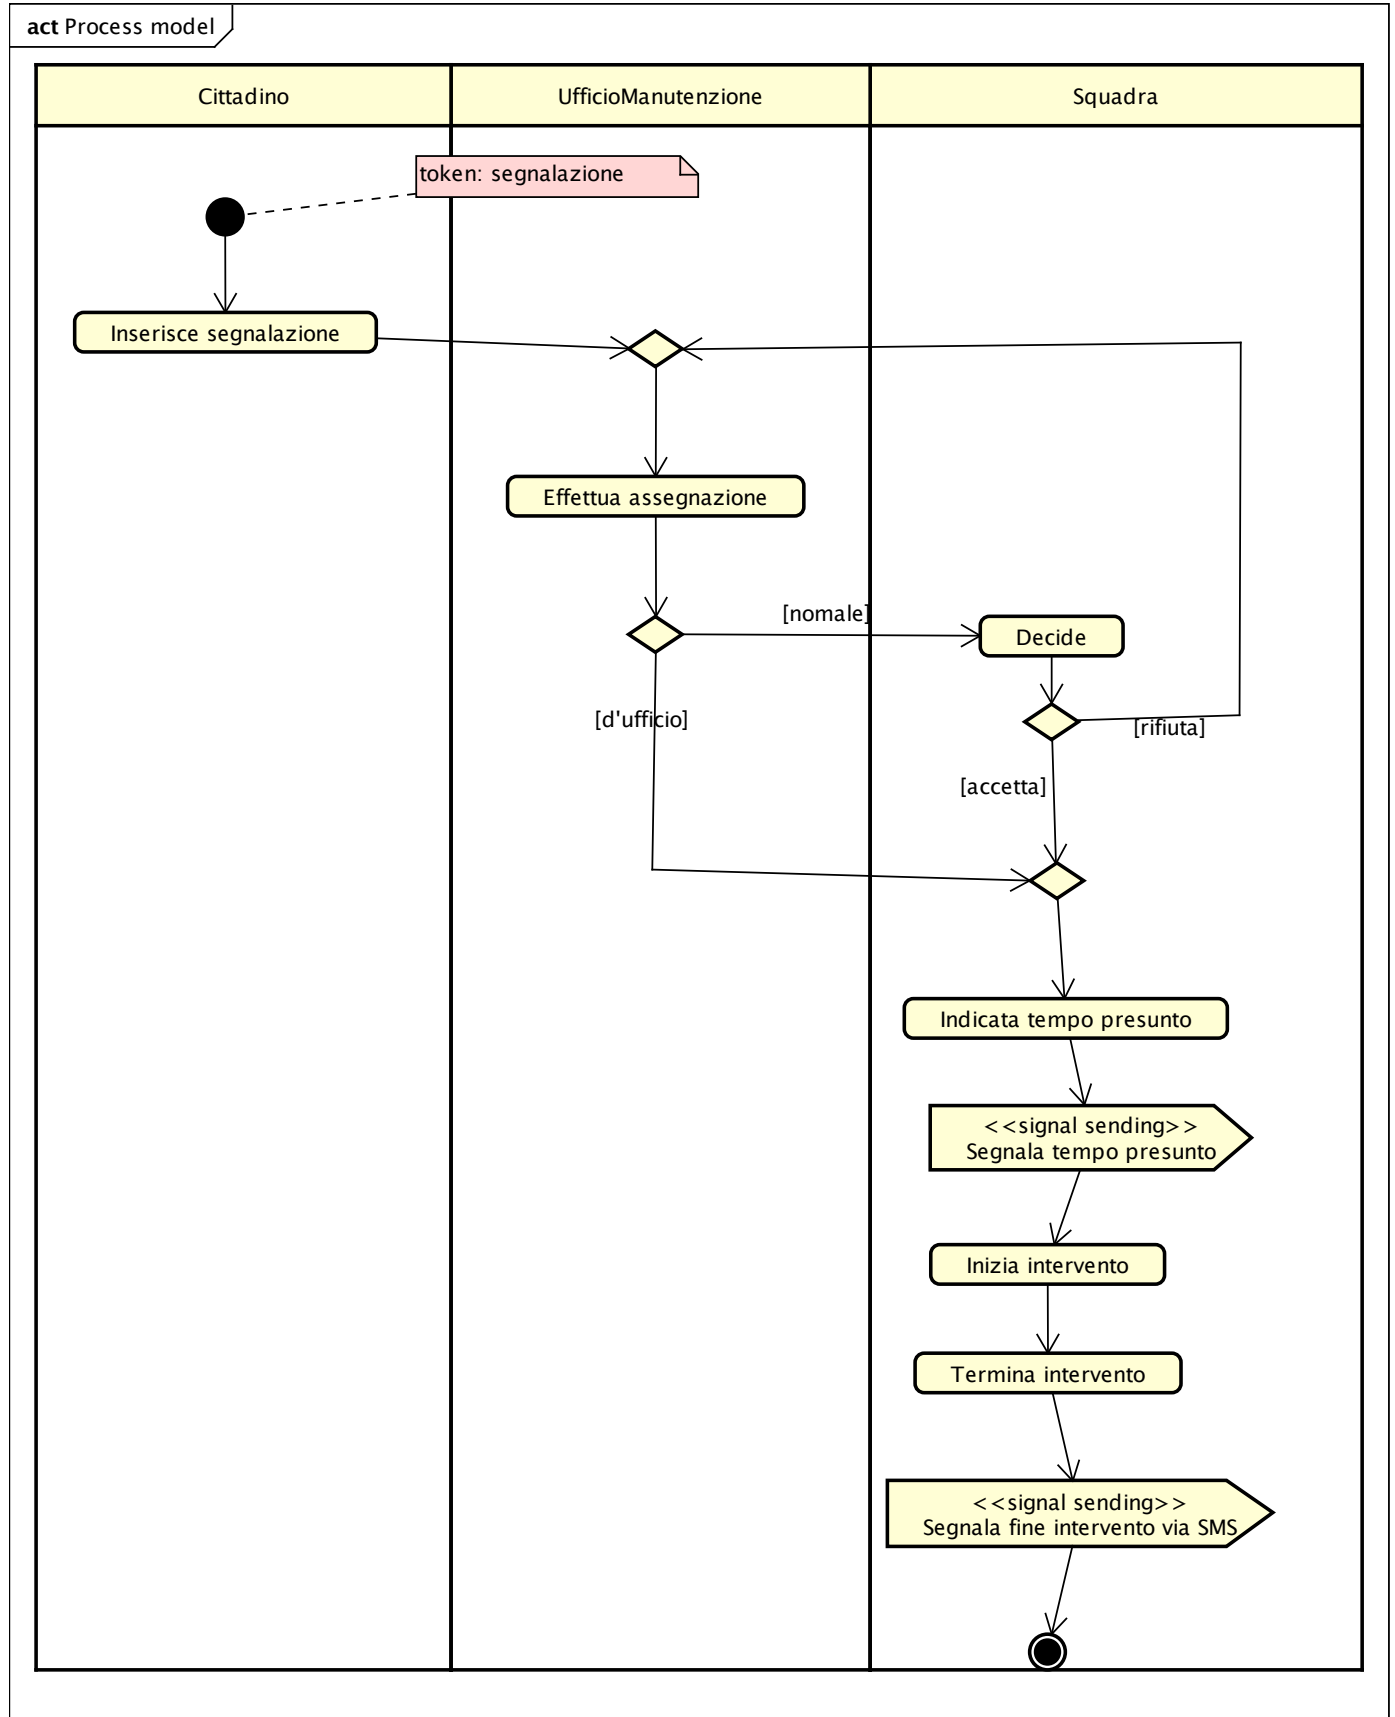 act Process model
Cittadino
UfficioManutenzione
Squadra
token: segnalazione
Inserisce segnalazione
Effettua assegnazione
[nomale]
Decide
[d'ufficio]
[rifiuta]
[accetta]
Indicata tempo presunto
<<signal sending>>
Segnala tempo presunto
Inizia intervento
Termina intervento
<<signal sending>>
Segnala fine intervento via SMS